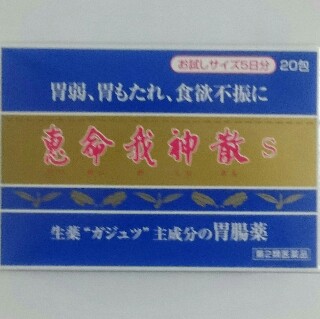 お試しサイズ5日分 20包
胃弱、胃もたれ、食欲不振に
恵命我神散S
生薬“ガジュツ”主成分の胃腸薬
第2類医薬品